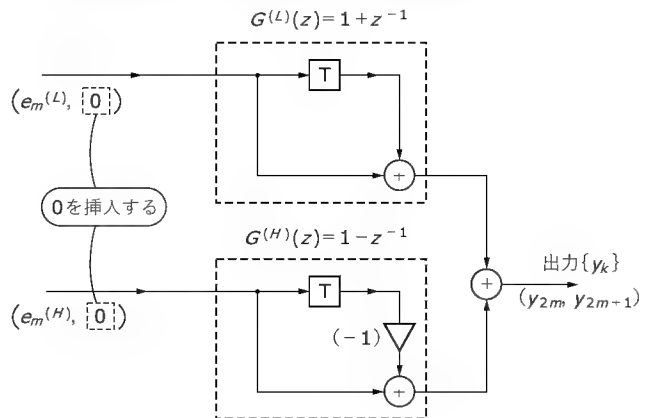 G^(L)(z)=1+z^-1
T
(e_m^(L), 0)
+
0を挿入する
G^(H)(z)=1-z^-1
出力{y_k}
+
(y_2m, y_2m+1)
T
(e_m^(H), 0)
(-1)
+